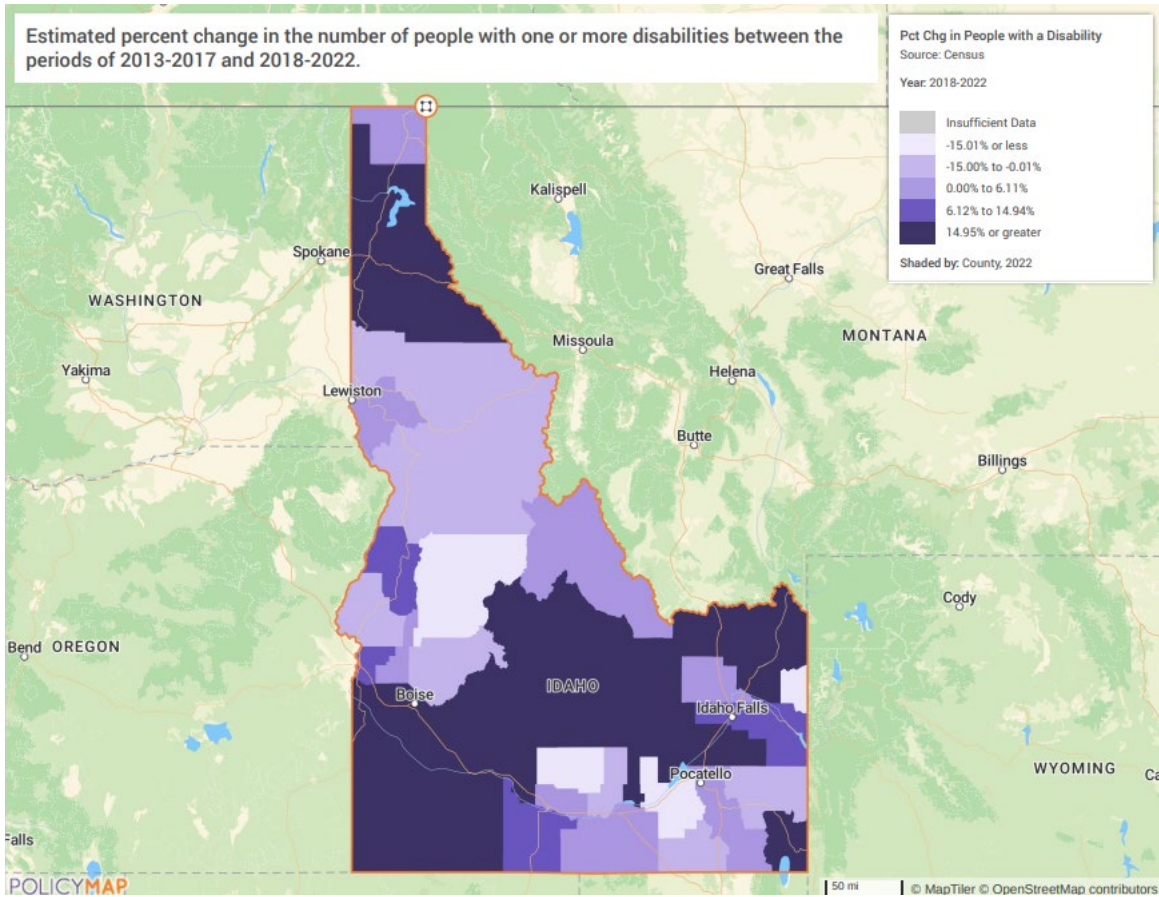 Estimated percent change in the number of people with one or more disabilities between the
periods of 2013-2017 and 2018-2022.
Pct Chg in People with a Disability
Source: Census
Year: 2018-2022
Insufficient Data
-15.01% or less
-15.00% to -0.01%
0.00% to 6.11%
6.12% to 14.94%
14.95% or greater
Shaded by: County, 2022
Kalispell
Spokane
Great Falls
WASHINGTON
MONTANA
Missoula
Yakima
Helena
Lewiston
Butte
Billings
Cody
Bend
OREGON
IDAHO
Boise
Idaho Falls
Pocatello
WYOMING
Ca
Falls
POLICYMAP
50 mi
© MapTiler © OpenStreetMap contributors